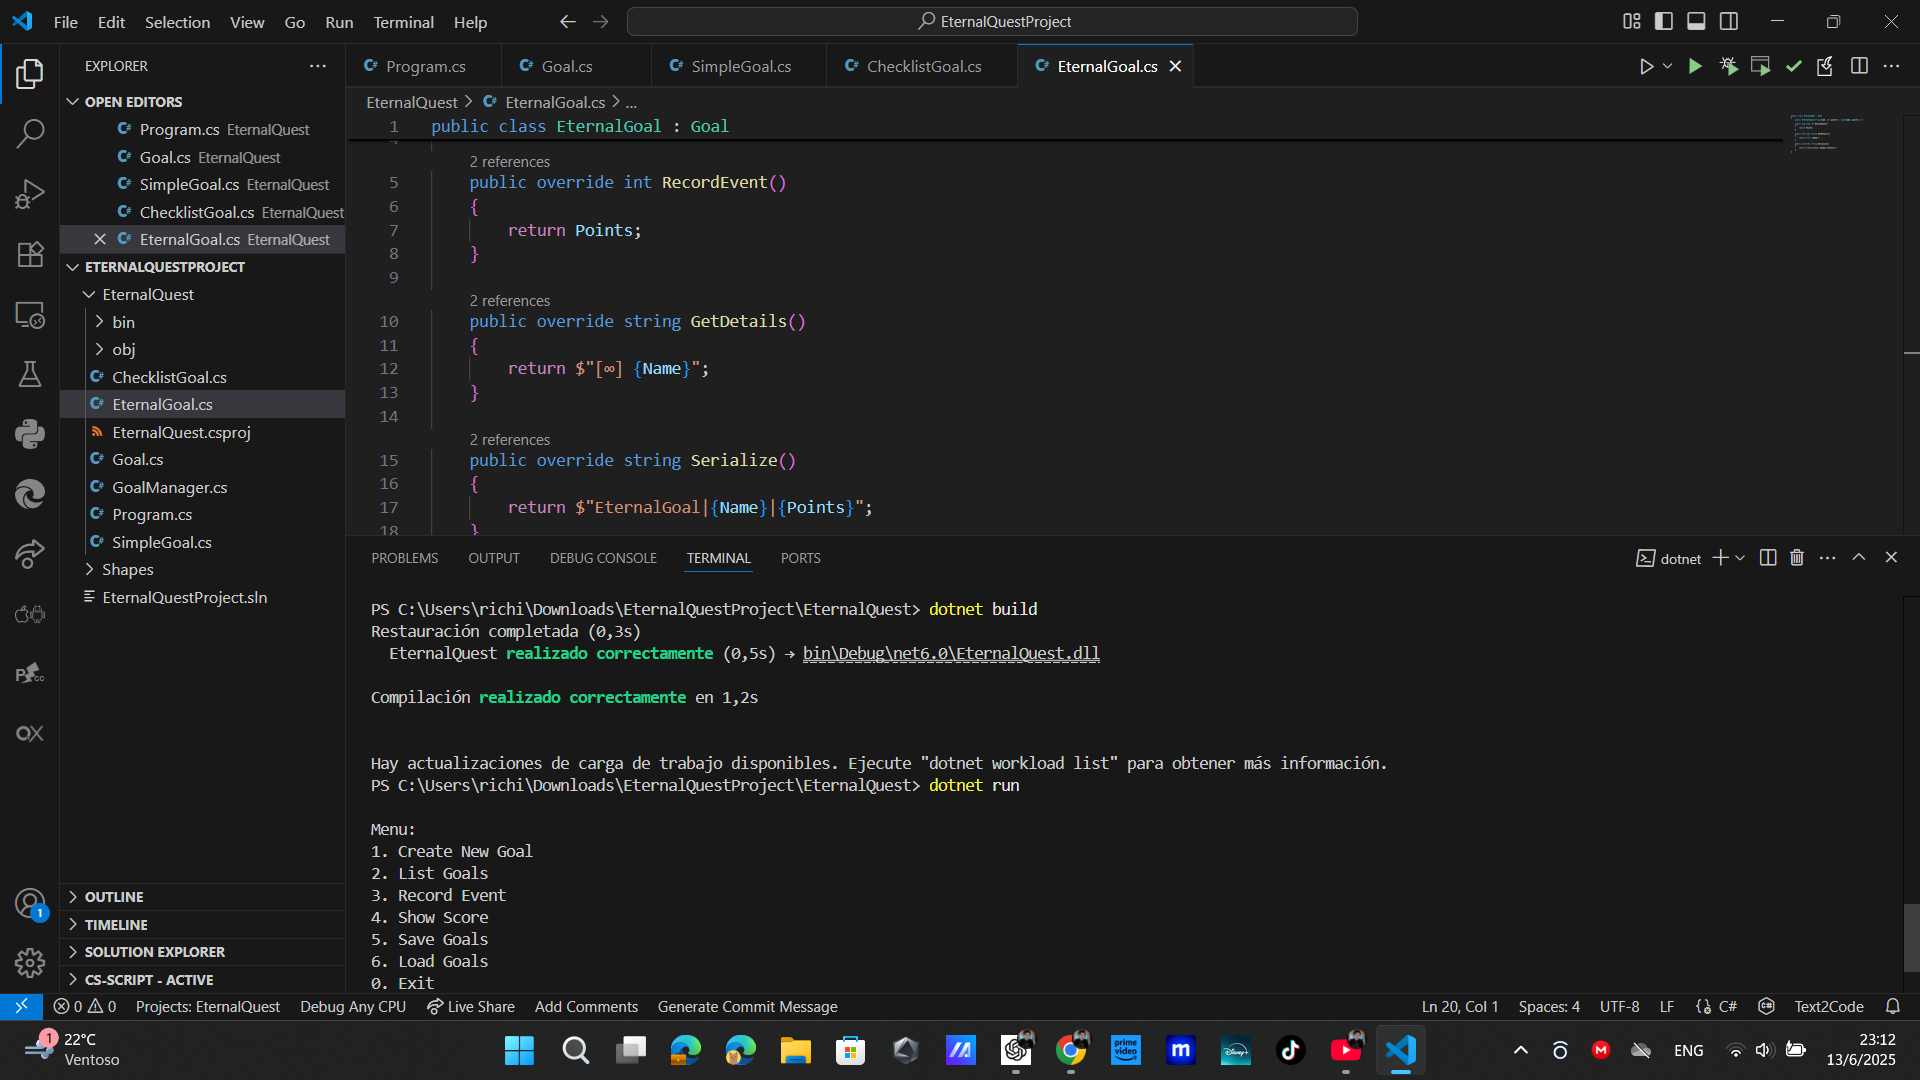 File Edit Selection View Go Run Terminal Help
EternalQuestProject
EXPLORER
OPEN EDITORS
Program.cs EternalQuest
Goal.cs EternalQuest
SimpleGoal.cs EternalQuest
ChecklistGoal.cs EternalQuest
EternalGoal.cs EternalQuest
ETERNALQUESTPROJECT
EternalQuest
bin
obj
ChecklistGoal.cs
EternalGoal.cs
EternalQuest.csproj
Goal.cs
GoalManager.cs
Program.cs
SimpleGoal.cs
Shapes
EternalQuestProject.sln
OUTLINE
TIMELINE
SOLUTION EXPLORER
CS-SCRIPT - ACTIVE
Program.cs Goal.cs SimpleGoal.cs ChecklistGoal.cs EternalGoal.cs
EternalQuest > EternalGoal.cs > ...
1 public class EternalGoal : Goal
2 references
5 public override int RecordEvent()
6 {
7 return Points;
8 }
9
2 references
10 public override string GetDetails()
11 {
12 return $"[∞] {Name}";
13 }
14
2 references
15 public override string Serialize()
16 {
17 return $"EternalGoal|{Name}|{Points}";
18 }
PROBLEMS OUTPUT DEBUG CONSOLE TERMINAL PORTS
dotnet
PS C:\Users\richi\Downloads\EternalQuestProject\EternalQuest> dotnet build
Restauración completada (0,3s)
EternalQuest realizado correctamente (0,5s) → bin\Debug\net6.0\EternalQuest.dll
Compilación realizado correctamente en 1,2s
Hay actualizaciones de carga de trabajo disponibles. Ejecute "dotnet workload list" para obtener más información.
PS C:\Users\richi\Downloads\EternalQuestProject\EternalQuest> dotnet run
Menu:
1. Create New Goal
2. List Goals
3. Record Event
4. Show Score
5. Save Goals
6. Load Goals
0. Exit
0 0 Projects: EternalQuest Debug Any CPU Live Share Add Comments Generate Commit Message
Ln 20, Col 1 Spaces: 4 UTF-8 LF C# Text2Code
1 22°C
Ventoso
prime video
m
Disney+
ENG
23:12
13/6/2025